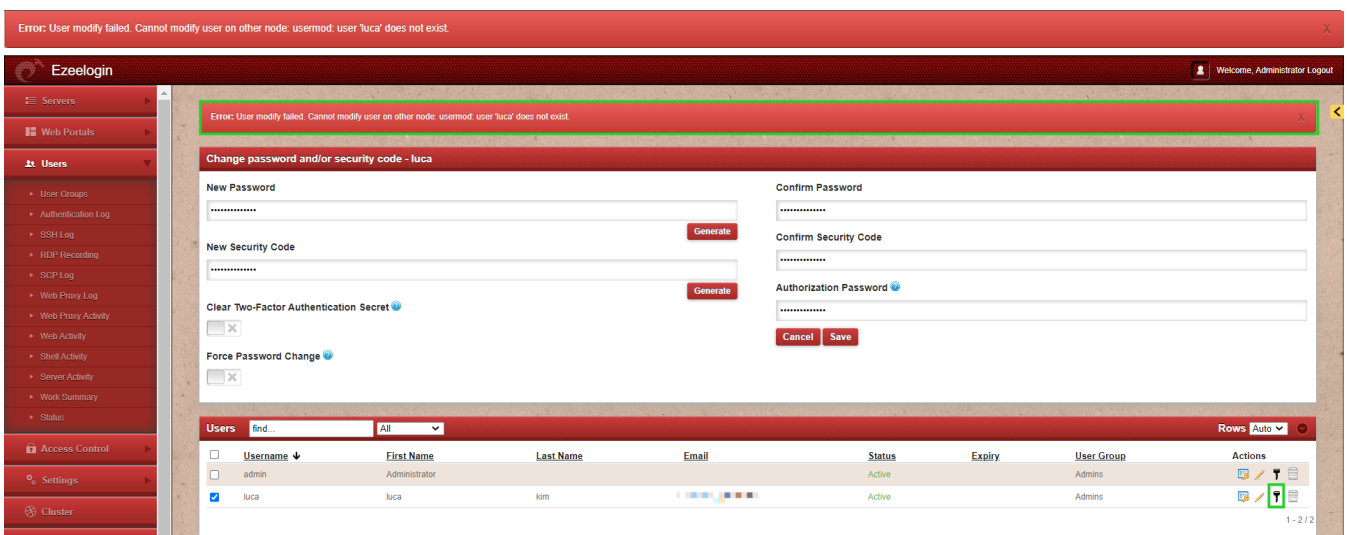 Error: User modify failed. Cannot modify user on other node: usermod: user 'luca' does not exist.
X
Ezeelogin
Welcome, Administrator Logout
Servers
Web Portals
Users
User Groups
Authentication Log
SSH Log
RDP Recording
SCP Log
Web Proxy Log
Web Proxy Activity
Web Activity
Shell Activity
Server Activity
Work Summary
Status
Access Control
Settings
Cluster
Error: User modify failed. Cannot modify user on other node: usermod: user 'luca' does not exist.
X
Change password and/or security code - luca
New Password
Confirm Password
Generate
New Security Code
Confirm Security Code
Generate
Authorization Password
Clear Two-Factor Authentication Secret
Cancel Save
Force Password Change
Users find... All Rows Auto
Username First Name Last Name Email Status Expiry User Group Actions
admin Administrator Active Admins
luca luca kim Active Admins
1 - 2 / 2